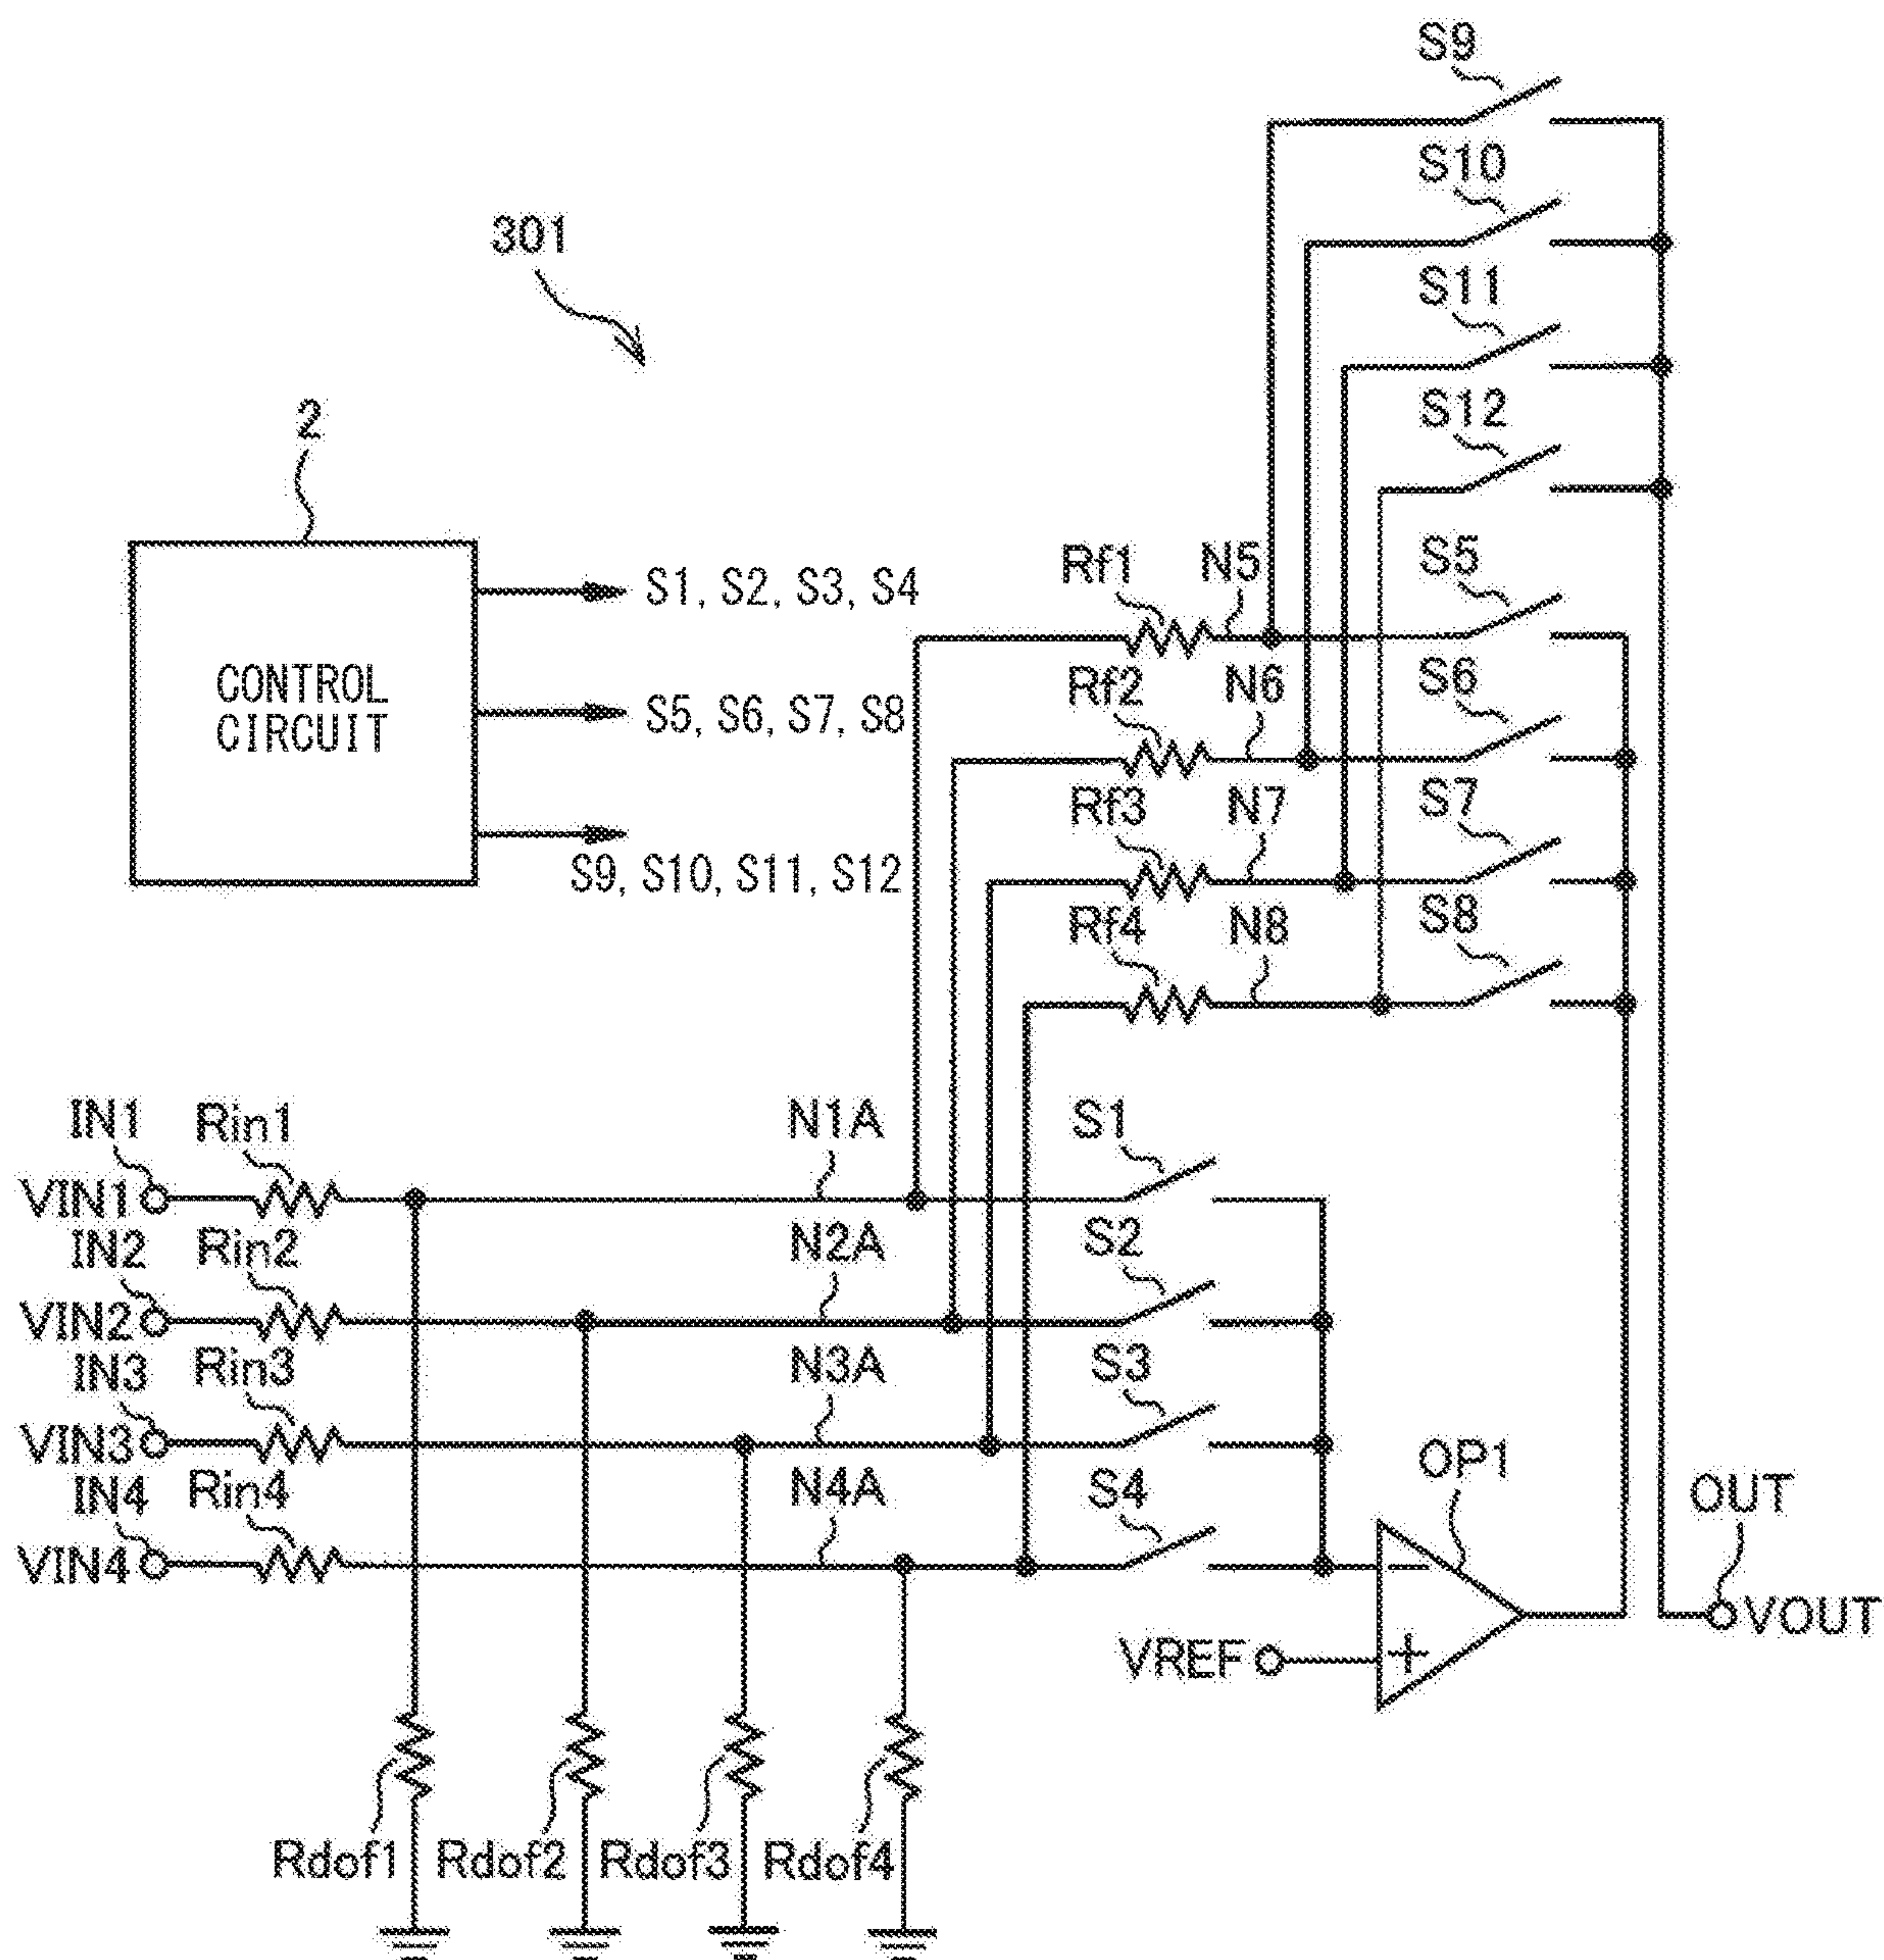 S9
S10
301
S11
2
S12
S1, S2, S3, S4
CONTROL
CIRCUIT
S5, S6, S7, S8
S9, S10, S11, S12
Rf1
N5
S5
Rf2
N6
S6
Rf3
N7
S7
Rf4
N8
S8
IN1
Rin1
N1A
S1
VIN1
IN2
Rin2
N2A
S2
VIN2
IN3
Rin3
N3A
S3
VIN3
IN4
Rin4
N4A
S4
OP1
OUT
VIN4
−
VREF
+
VOUT
Rdof1
Rdof2
Rdof3
Rdof4